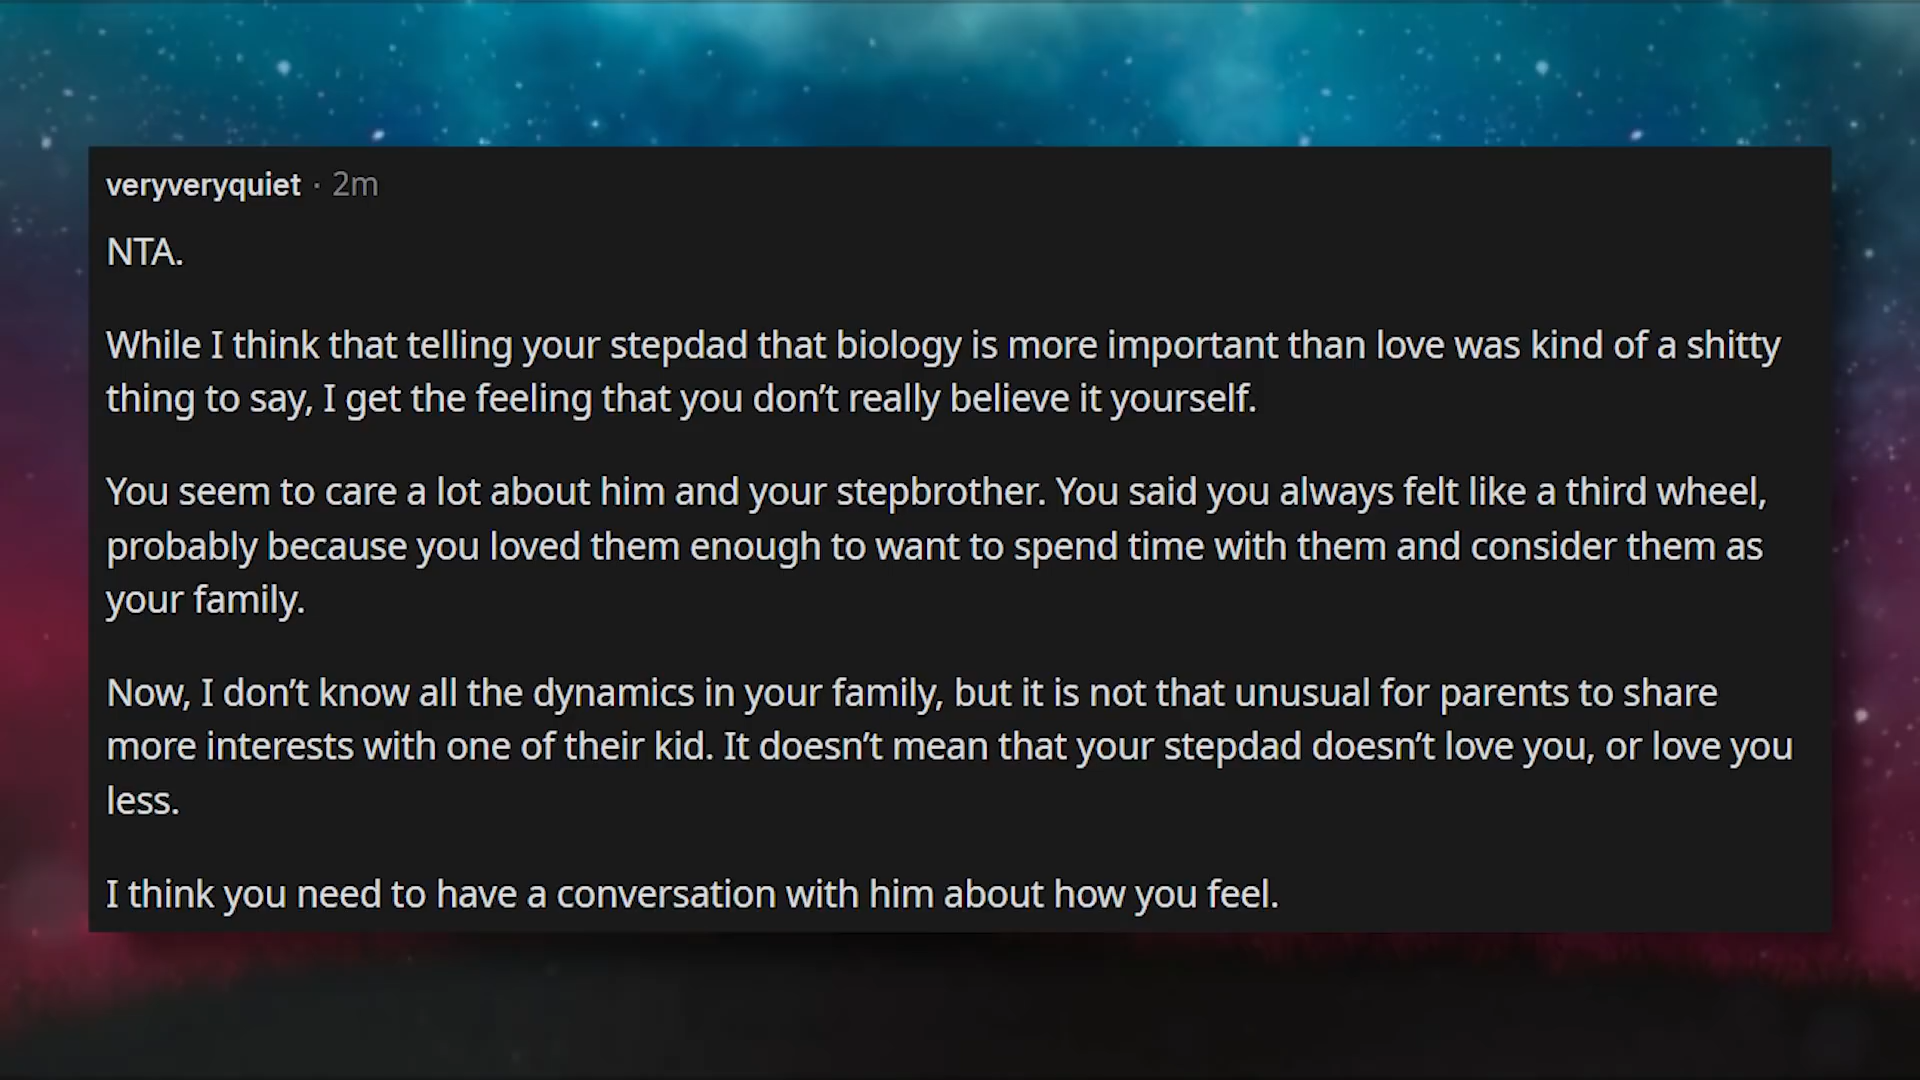 veryveryquiet · 2m
NTA.
While I think that telling your stepdad that biology is more important than love was kind of a shitty
thing to say, I get the feeling that you don’t really believe it yourself.
You seem to care a lot about him and your stepbrother. You said you always felt like a third wheel,
probably because you loved them enough to want to spend time with them and consider them as
your family.
Now, I don’t know all the dynamics in your family, but it is not that unusual for parents to share
more interests with one of their kid. It doesn’t mean that your stepdad doesn’t love you, or love you
less.
I think you need to have a conversation with him about how you feel.